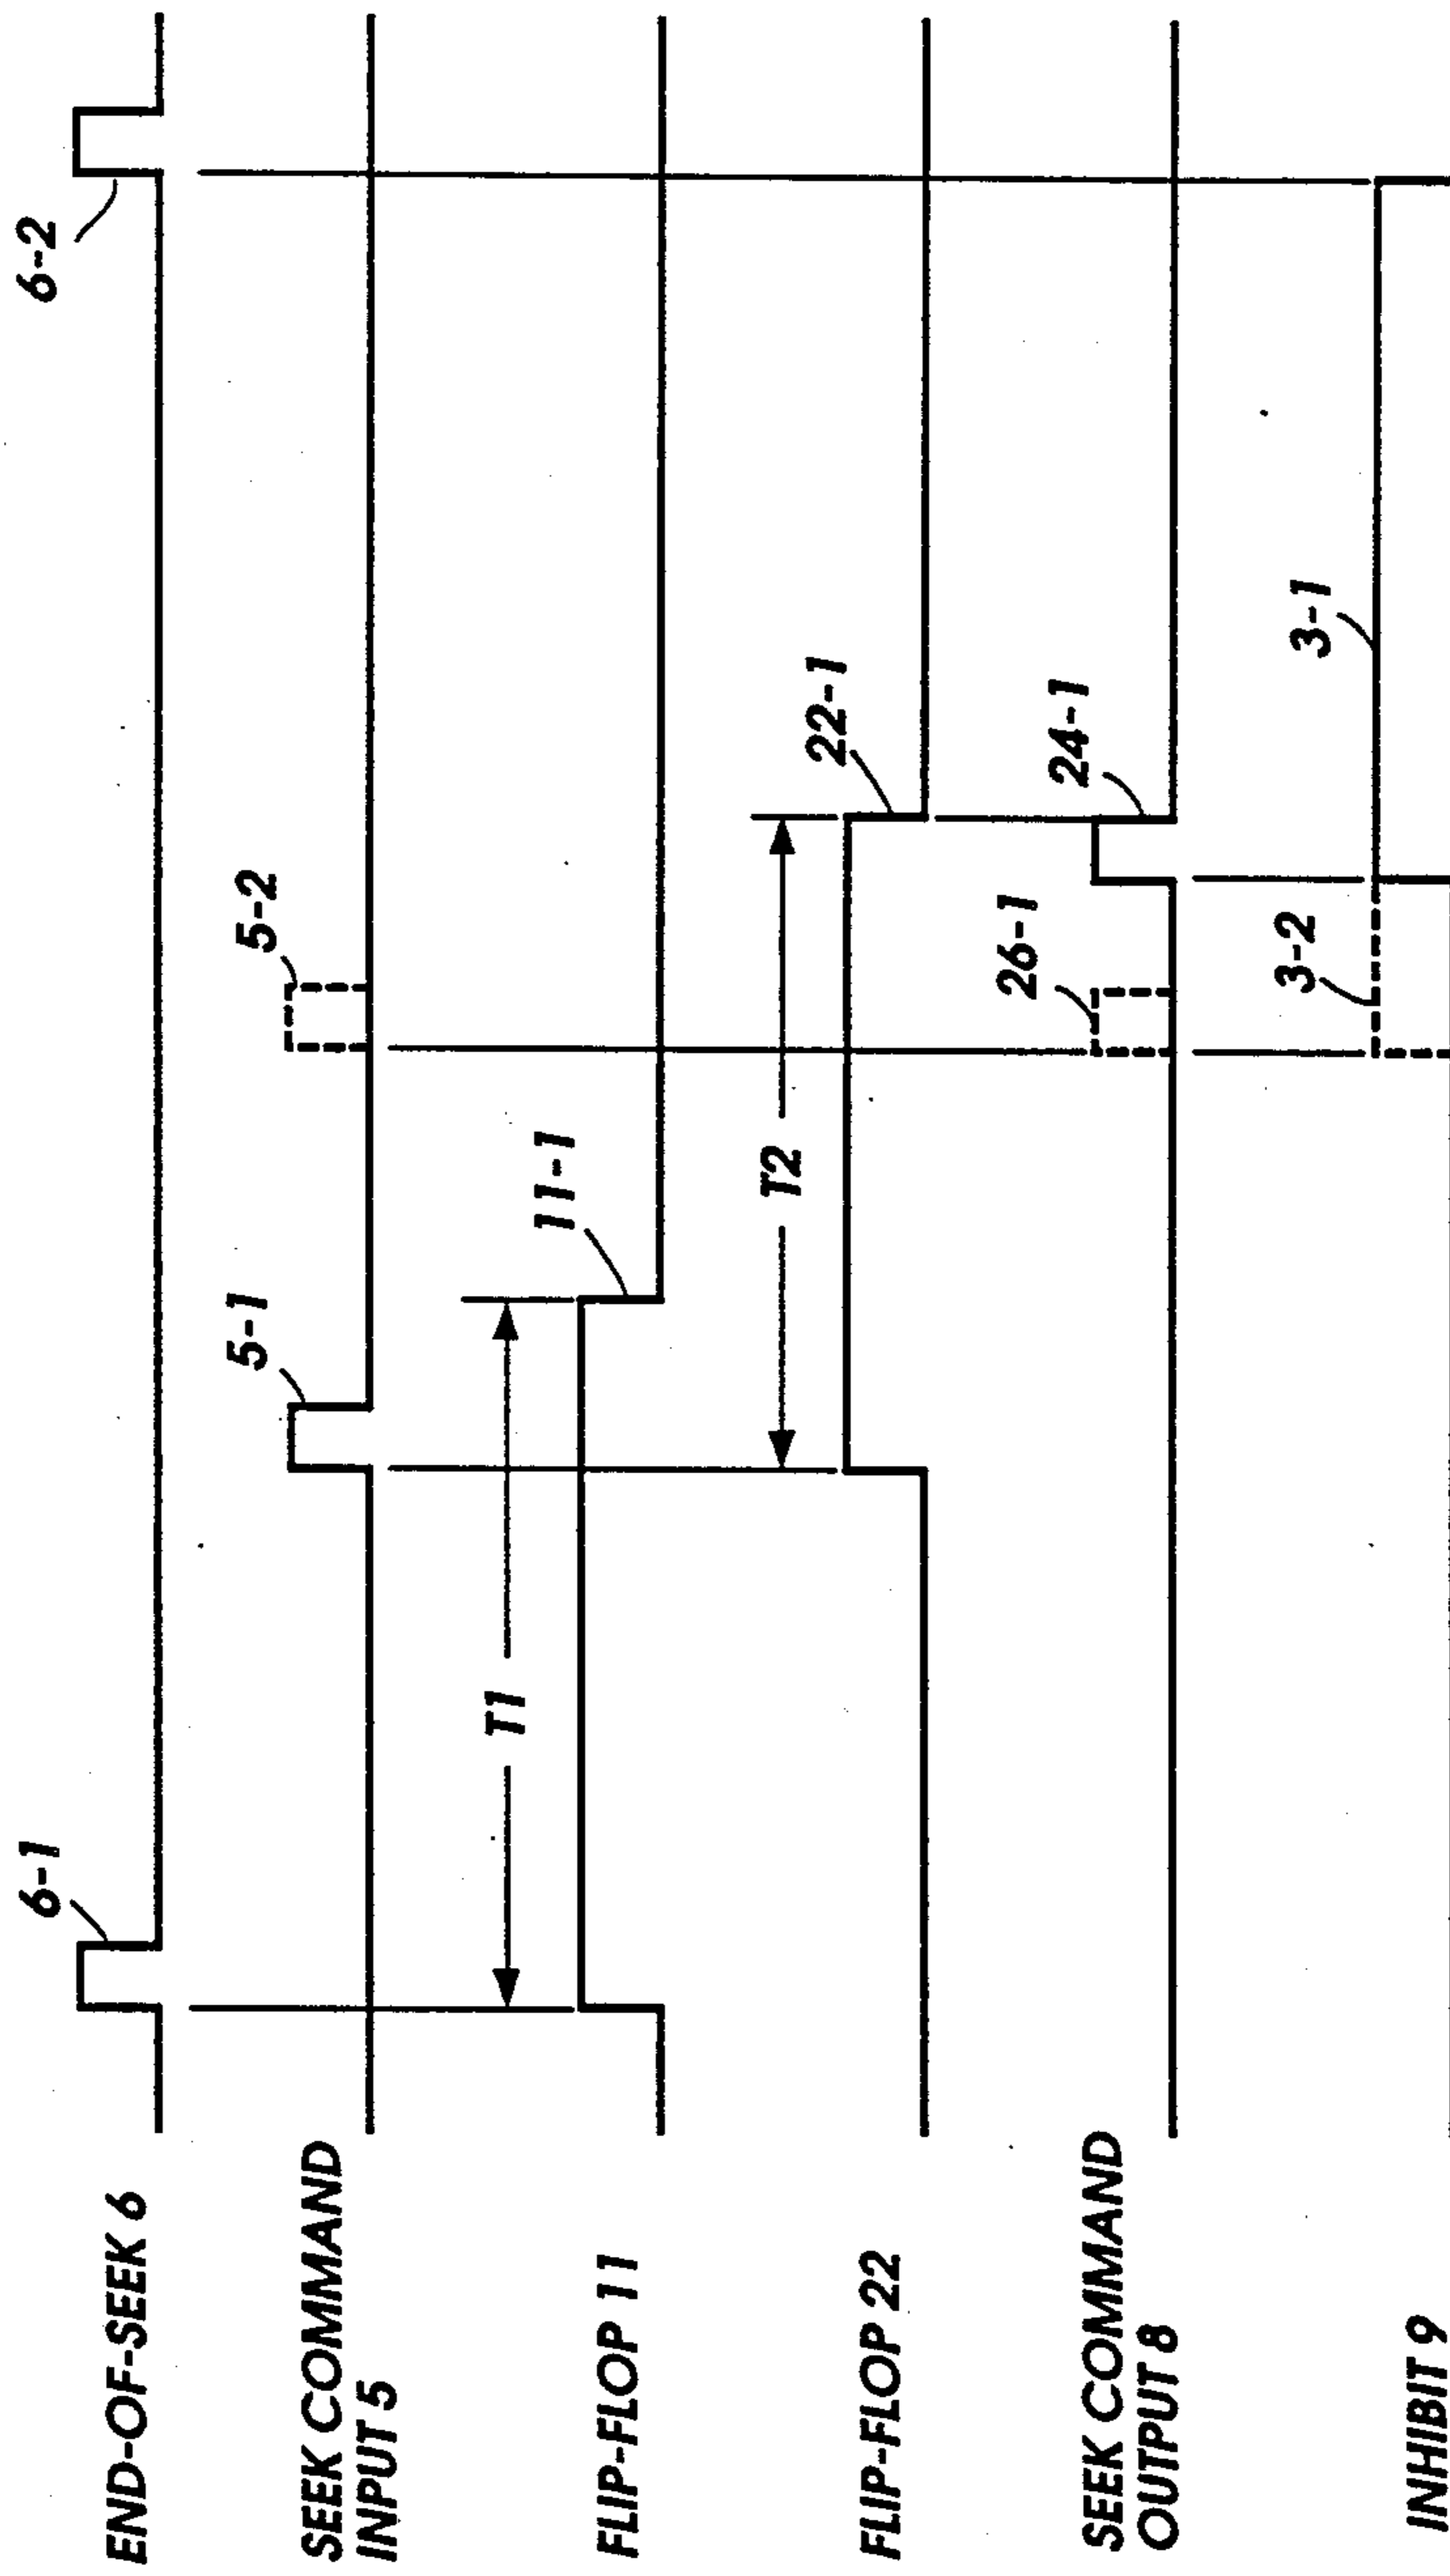 END-OF-SEEK 6
6-1
6-2
SEEK COMMAND
INPUT 5
5-1
5-2
FLIP-FLOP 11
T1
11-1
FLIP-FLOP 22
T2
22-1
SEEK COMMAND
OUTPUT 8
26-1
24-1
INHIBIT 9
3-2
3-1